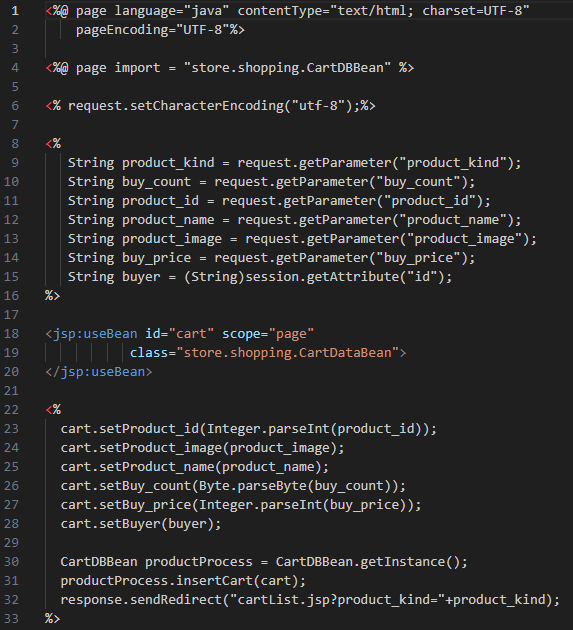 1 <%@ page language="java" contentType="text/html; charset=UTF-8"
2     pageEncoding="UTF-8"%>
3
4 <%@ page import = "store.shopping.CartDBBean" %>
5
6 <% request.setCharacterEncoding("utf-8");%>
7
8 <%
9    String product_kind = request.getParameter("product_kind");
10    String buy_count = request.getParameter("buy_count");
11    String product_id = request.getParameter("product_id");
12    String product_name = request.getParameter("product_name");
13    String product_image = request.getParameter("product_image");
14    String buy_price = request.getParameter("buy_price");
15    String buyer = (String)session.getAttribute("id");
16 %>
17
18 <jsp:useBean id="cart" scope="page"
19            class="store.shopping.CartDataBean">
20 </jsp:useBean>
21
22 <%
23   cart.setProduct_id(Integer.parseInt(product_id));
24   cart.setProduct_image(product_image);
25   cart.setProduct_name(product_name);
26   cart.setBuy_count(Byte.parseByte(buy_count));
27   cart.setBuy_price(Integer.parseInt(buy_price));
28   cart.setBuyer(buyer);
29
30   CartDBBean productProcess = CartDBBean.getInstance();
31   productProcess.insertCart(cart);
32   response.sendRedirect("cartList.jsp?product_kind="+product_kind);
33 %>